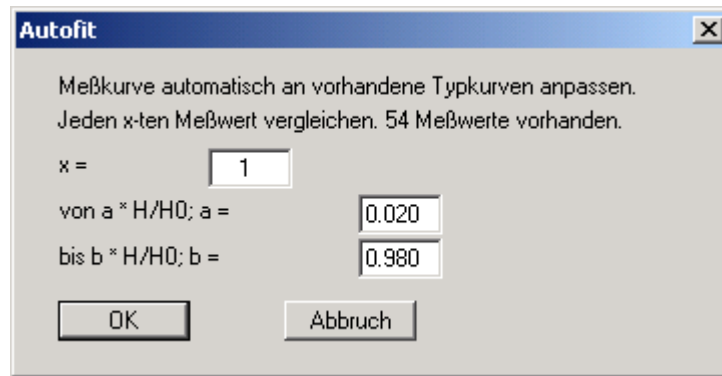 Autofit
Meßkurve automatisch an vorhandene Typkurven anpassen.
Jeden x-ten Meßwert vergleichen. 54 Meßwerte vorhanden.
x = 1
von a * H/H0; a = 0.020
bis b * H/H0; b = 0.980
OK Abbruch